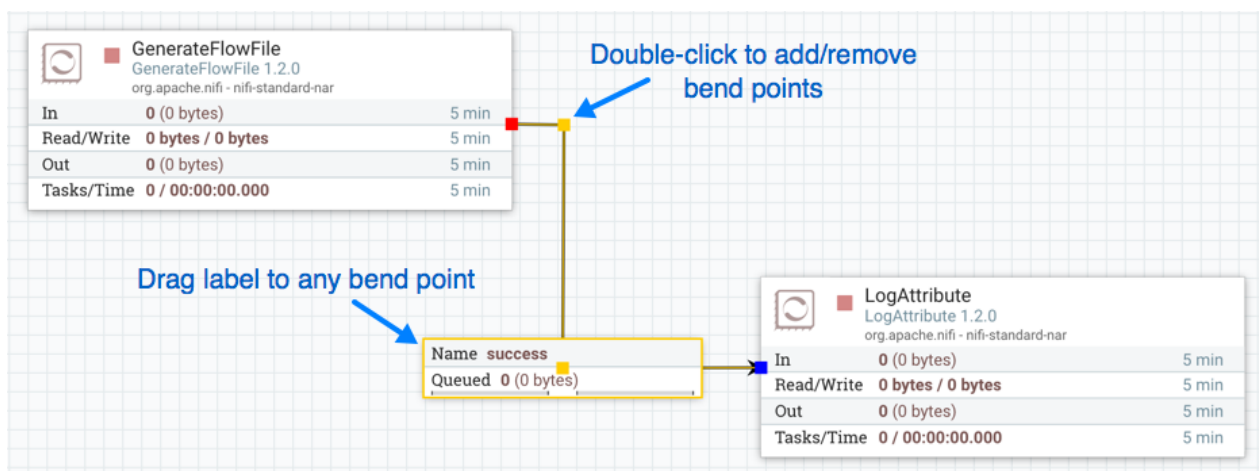 GenerateFlowFile
GenerateFlowFile 1.2.0
org.apache.nifi - nifi-standard-nar
In 0 (0 bytes) 5 min
Read/Write 0 bytes / 0 bytes 5 min
Out 0 (0 bytes) 5 min
Tasks/Time 0 / 00:00:00.000 5 min
Double-click to add/remove
bend points
Drag label to any bend point
Name success
Queued 0 (0 bytes)
LogAttribute
LogAttribute 1.2.0
org.apache.nifi - nifi-standard-nar
In 0 (0 bytes) 5 min
Read/Write 0 bytes / 0 bytes 5 min
Out 0 (0 bytes) 5 min
Tasks/Time 0 / 00:00:00.000 5 min